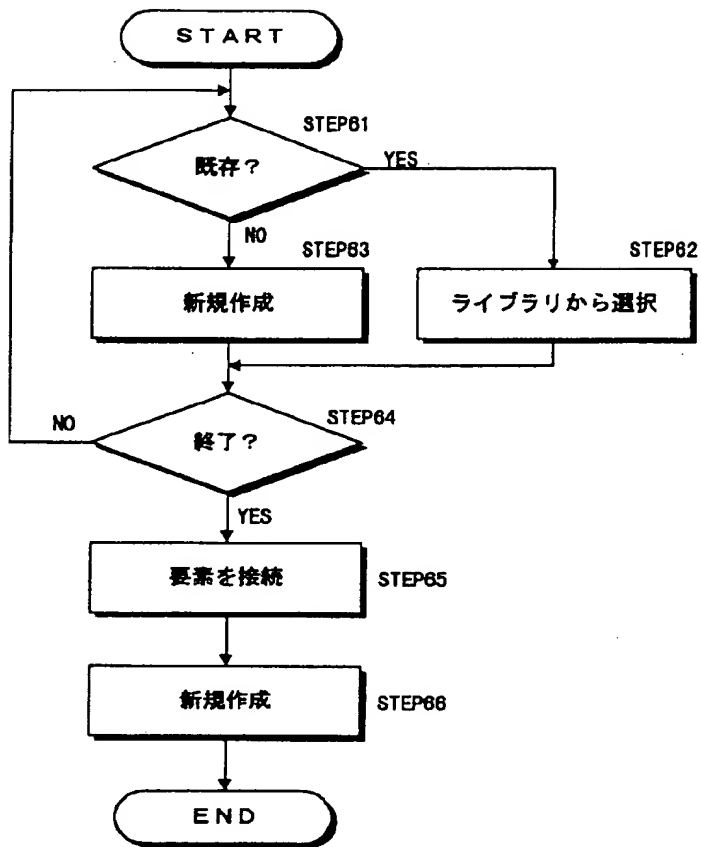 START
STEP61
既存？
YES
NO
STEP63
STEP62
新規作成
ライブラリから選択
NO
STEP64
終了？
YES
要素を接続
STEP65
新規作成
STEP66
END